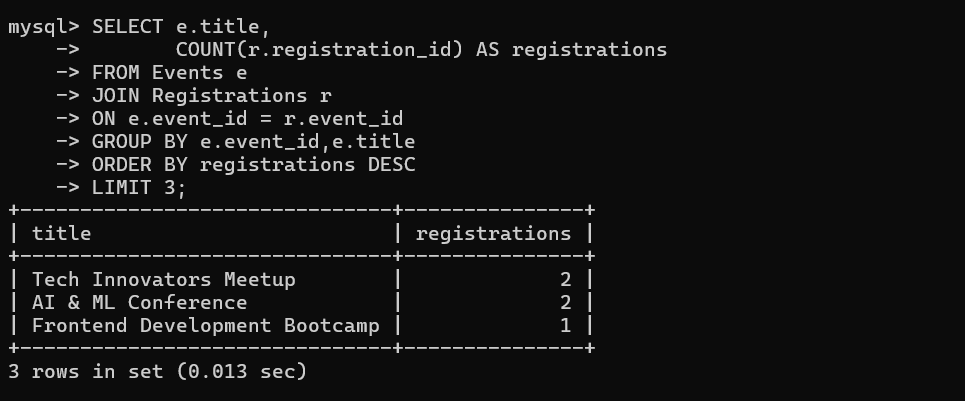 mysql> SELECT e.title,
    ->        COUNT(r.registration_id) AS registrations
    -> FROM Events e
    -> JOIN Registrations r
    -> ON e.event_id = r.event_id
    -> GROUP BY e.event_id,e.title
    -> ORDER BY registrations DESC
    -> LIMIT 3;
+-------------------------------+---------------+
| title                         | registrations |
+-------------------------------+---------------+
| Tech Innovators Meetup        |             2 |
| AI & ML Conference            |             2 |
| Frontend Development Bootcamp |             1 |
+-------------------------------+---------------+
3 rows in set (0.013 sec)